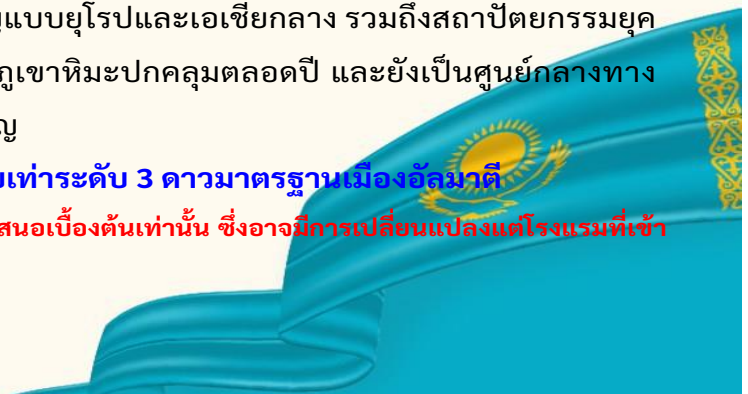 แบบยุโรปและเอเชียกลาง รวมถึงสถาปัตยกรรมยุค
ภูเขาหิมะปกคลุมตลอดปี และยังเป็นศูนย์กลางทาง
ญ
เท่าระดับ 3 ดาวมาตรฐานเมืองอัลมาตี
สนอเบื้องต้นเท่านั้น ซึ่งอาจมีการเปลี่ยนแปลงแต่โรงแรมที่เข้า